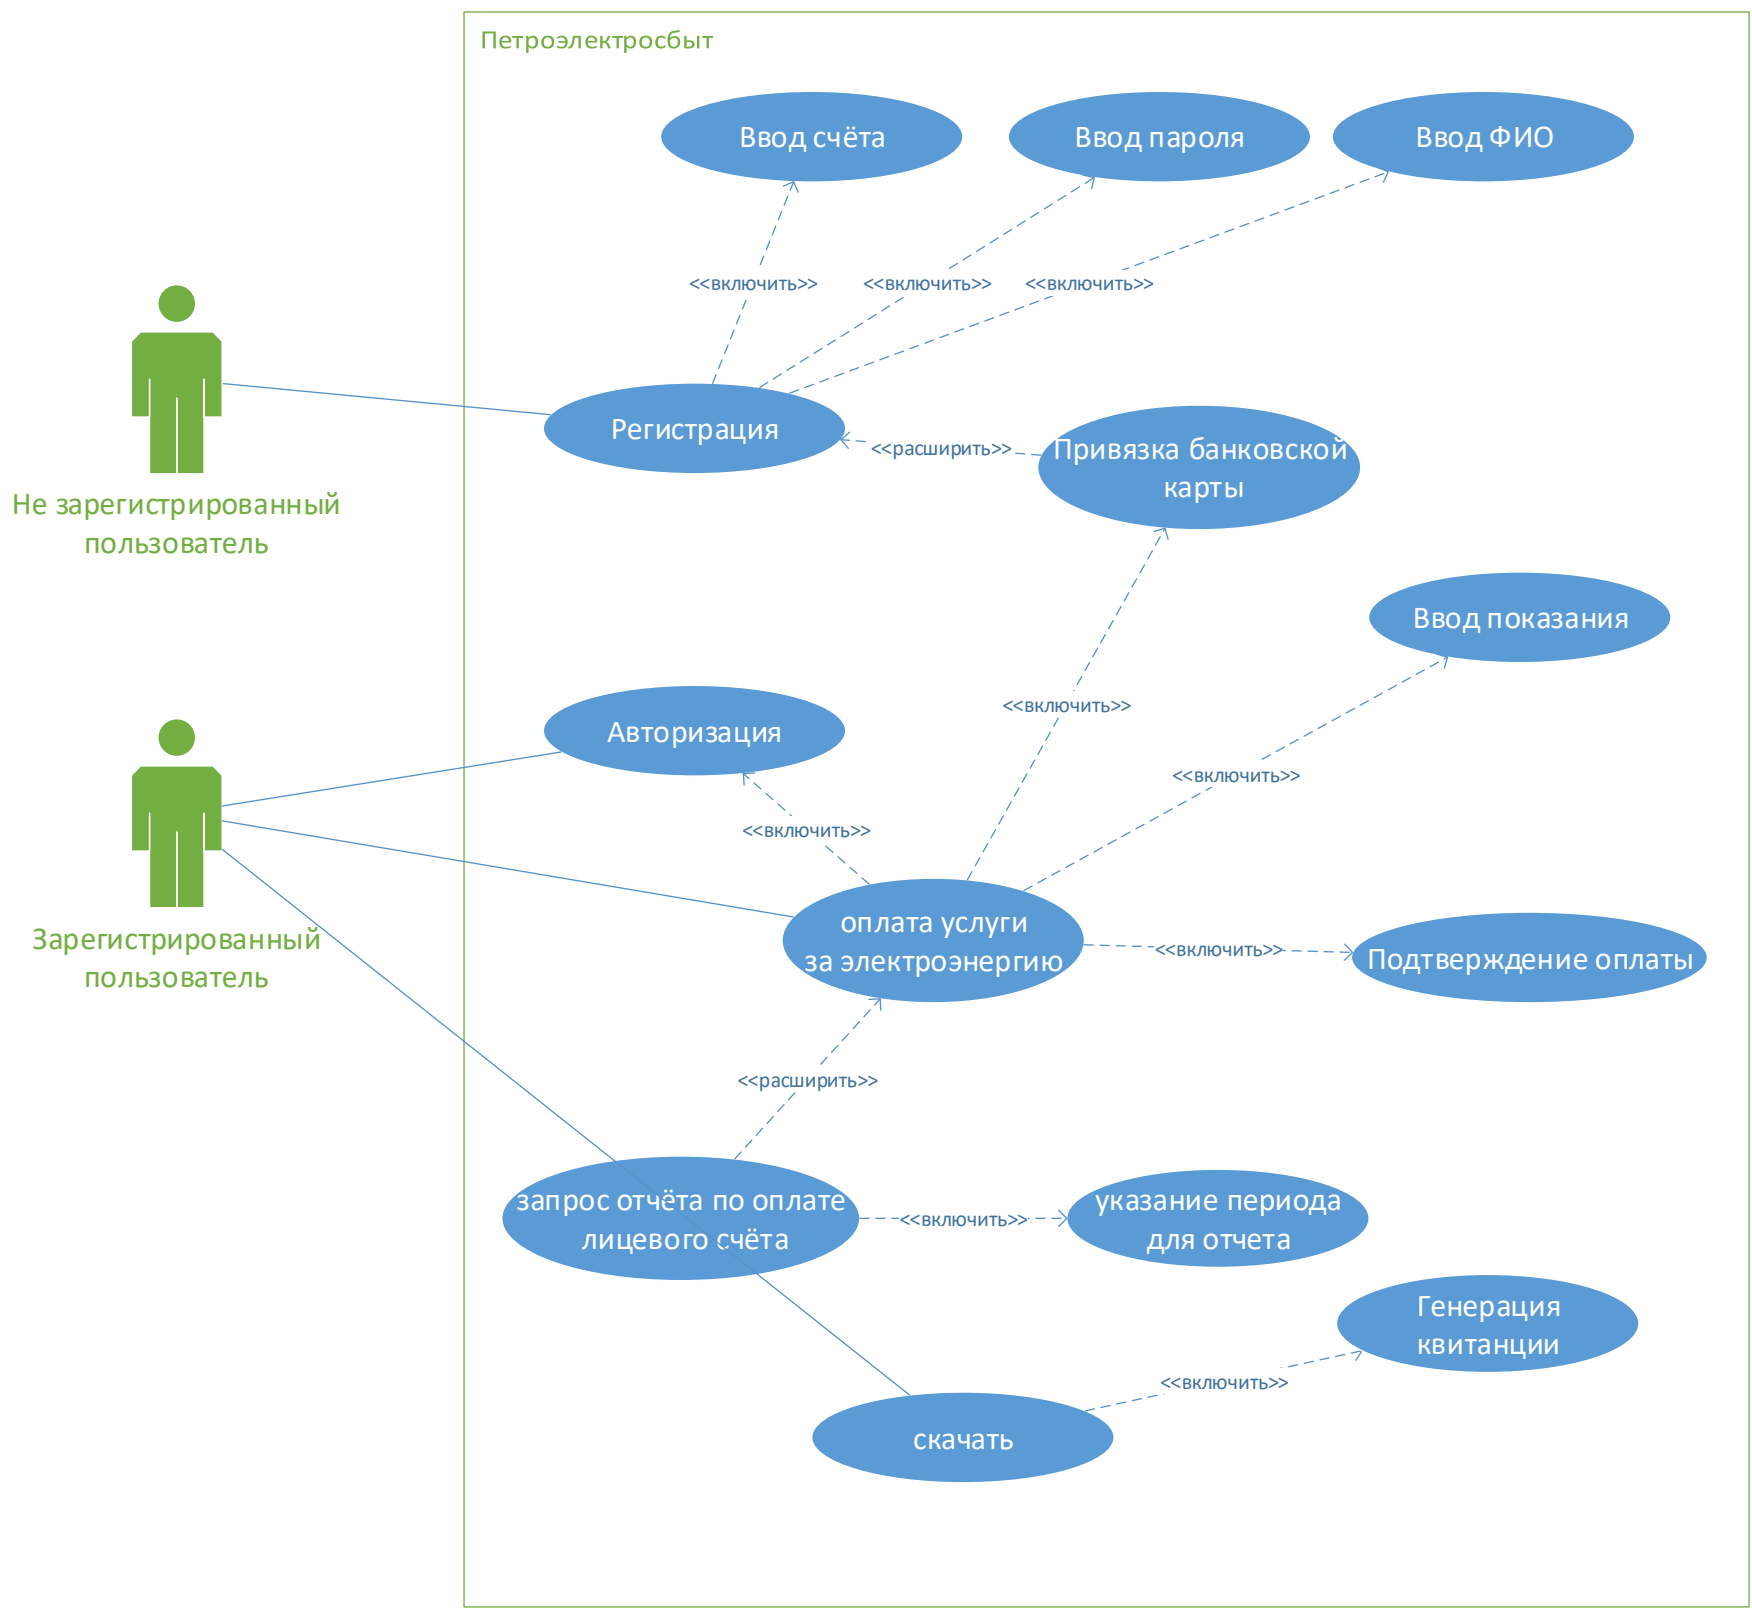 Петроэлектросбыт
Ввод счёта
Ввод пароля
Ввод ФИО
<<включить>>
<<включить>>
<<включить>>
Регистрация
<<расширить>>
Привязка банковской
карты
Не зарегистрированный
пользователь
Ввод показания
<<включить>>
Авторизация
<<включить>>
<<включить>>
Зарегистрированный
пользователь
оплата услуги
за электроэнергию
<<включить>>
Подтверждение оплаты
<<расширить>>
запрос отчёта по оплате
лицевого счёта
<<включить>>
указание периода
для отчета
Генерация
квитанции
<<включить>>
скачать